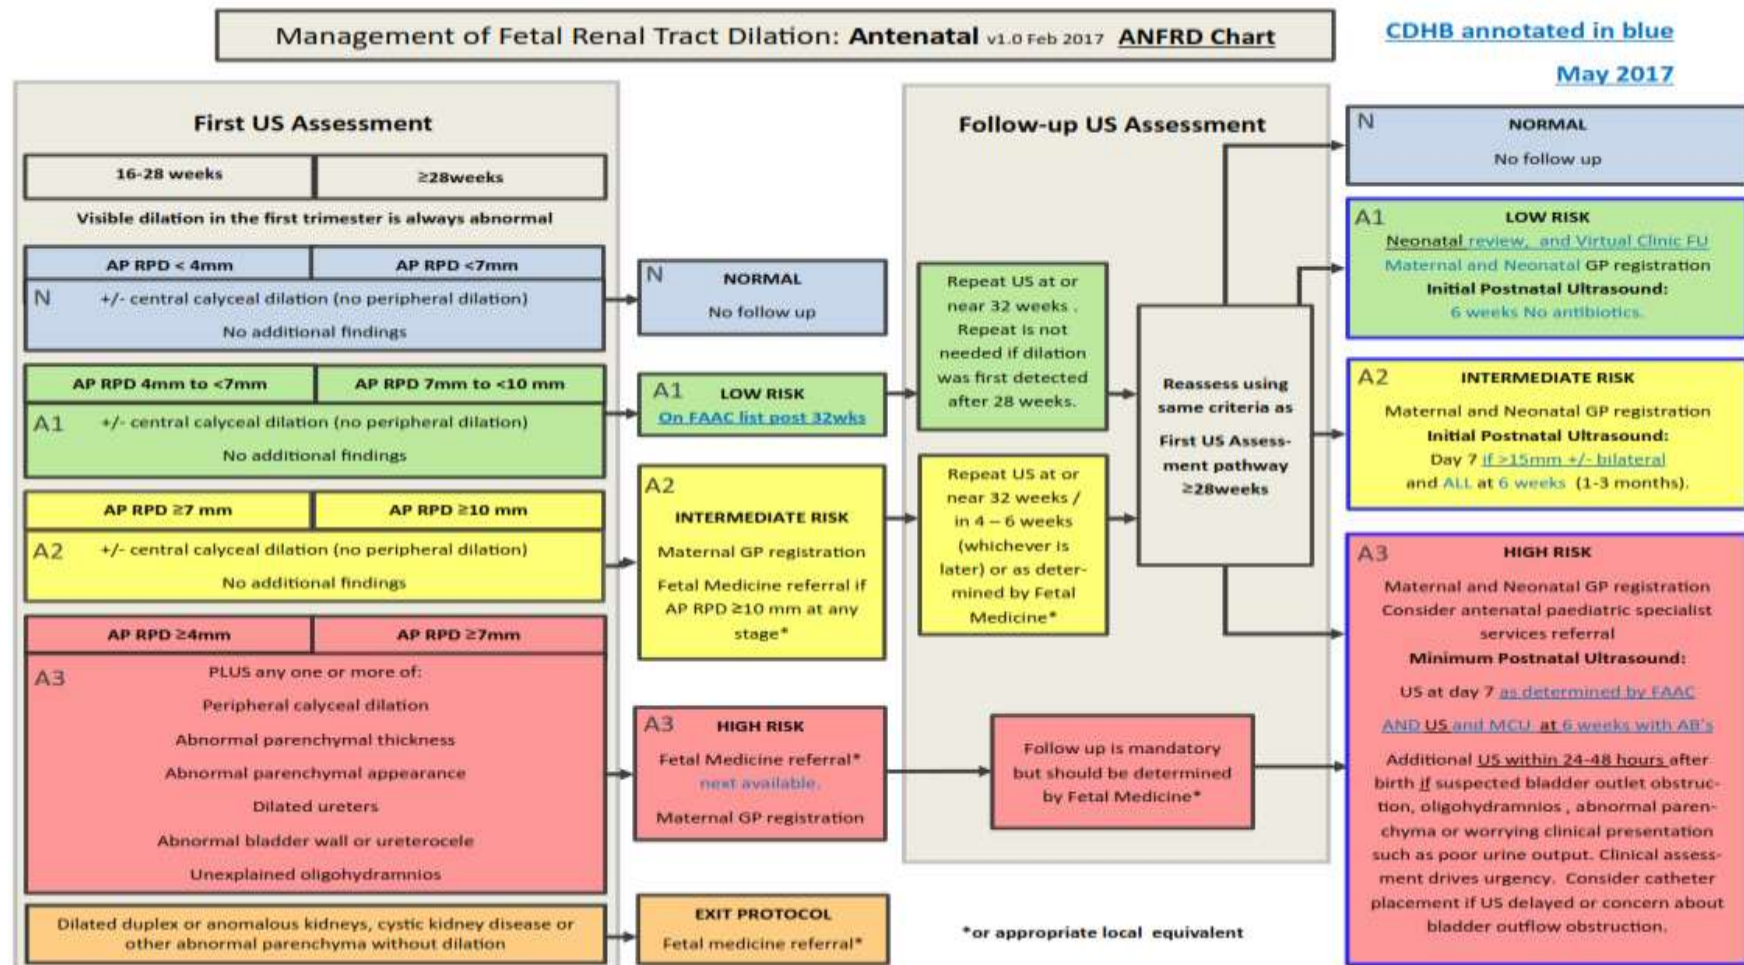 Management of Fetal Renal Tract Dilation: Antenatal v1.0 Feb 2017 ANFRD Chart
CDHB annotated in blue
May 2017
First US Assessment
16-28 weeks
≥28weeks
Visible dilation in the first trimester is always abnormal
AP RPD < 4mm
AP RPD <7mm
N
+/- central calyceal dilation (no peripheral dilation)
No additional findings
AP RPD 4mm to <7mm
AP RPD 7mm to <10 mm
A1
+/- central calyceal dilation (no peripheral dilation)
No additional findings
AP RPD ≥7 mm
AP RPD ≥10 mm
A2
+/- central calyceal dilation (no peripheral dilation)
No additional findings
AP RPD ≥4mm
AP RPD ≥7mm
A3
PLUS any one or more of:
Peripheral calyceal dilation
Abnormal parenchymal thickness
Abnormal parenchymal appearance
Dilated ureters
Abnormal bladder wall or ureterocele
Unexplained oligohydramnios
Dilated duplex or anomalous kidneys, cystic kidney disease or
other abnormal parenchyma without dilation
N
NORMAL
No follow up
A1
LOW RISK
On FAAC list post 32wks
A2
INTERMEDIATE RISK
Maternal GP registration
Fetal Medicine referral if
AP RPD ≥10 mm at any
stage*
A3
HIGH RISK
Fetal Medicine referral*
next available.
Maternal GP registration
EXIT PROTOCOL
Fetal medicine referral*
Follow-up US Assessment
Repeat US at or
near 32 weeks .
Repeat is not
needed if dilation
was first detected
after 28 weeks.
Repeat US at or
near 32 weeks /
in 4 – 6 weeks
(whichever is
later) or as deter-
mined by Fetal
Medicine*
Reassess using
same criteria as
First US Assess-
ment pathway
≥28weeks
Follow up is mandatory
but should be determined
by Fetal Medicine*
*or appropriate local equivalent
N
NORMAL
No follow up
A1
LOW RISK
Neonatal review, and Virtual Clinic FU
Maternal and Neonatal GP registration
Initial Postnatal Ultrasound:
6 weeks No antibiotics.
A2
INTERMEDIATE RISK
Maternal and Neonatal GP registration
Initial Postnatal Ultrasound:
Day 7 if >15mm +/- bilateral
and ALL at 6 weeks (1-3 months).
A3
HIGH RISK
Maternal and Neonatal GP registration
Consider antenatal paediatric specialist
services referral
Minimum Postnatal Ultrasound:
US at day 7 as determined by FAAC
AND US and MCU at 6 weeks with AB's
Additional US within 24-48 hours after
birth if suspected bladder outlet obstruc-
tion, oligohydramnios , abnormal paren-
chyma or worrying clinical presentation
such as poor urine output. Clinical assess-
ment drives urgency. Consider catheter
placement if US delayed or concern about
bladder outflow obstruction.